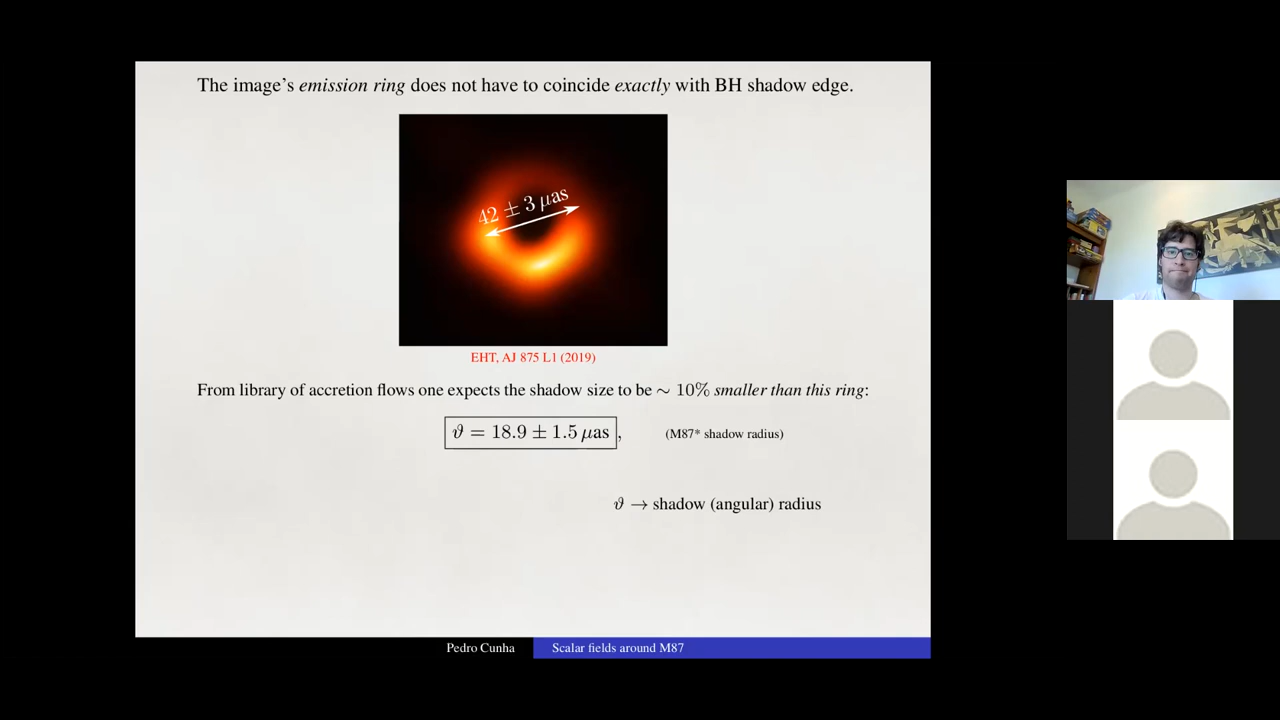 The image's emission ring does not have to coincide exactly with BH shadow edge.
42 ± 3 μas
EHT, AJ 875 L1 (2019)
From library of accretion flows one expects the shadow size to be ∼ 10% smaller than this ring:
ϑ = 18.9 ± 1.5 μas, (M87* shadow radius)
ϑ → shadow (angular) radius
Pedro Cunha Scalar fields around M87